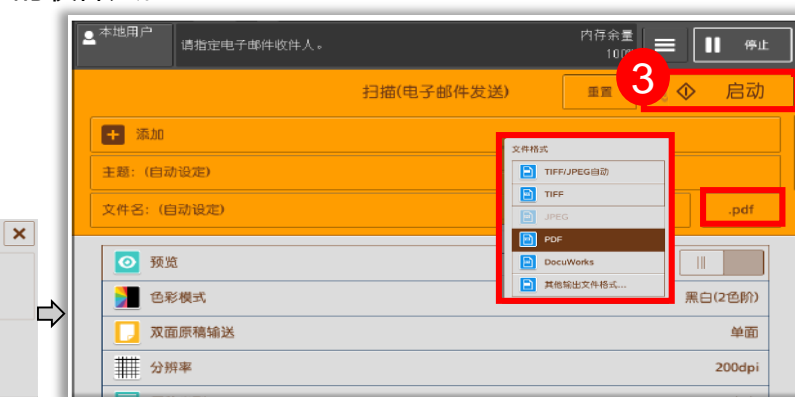 本地用户
请指定电子邮件收件人。
内存余量
100%
停止
扫描(电子邮件发送)
重置
3
启动
添加
主题: (自动设定)
文件名: (自动设定)
.pdf
文件格式
TIFF/JPEG自动
TIFF
JPEG
PDF
DocuWorks
其他输出文件格式...
预览
色彩模式
黑白(2色阶)
双面原稿输送
单面
分辨率
200dpi